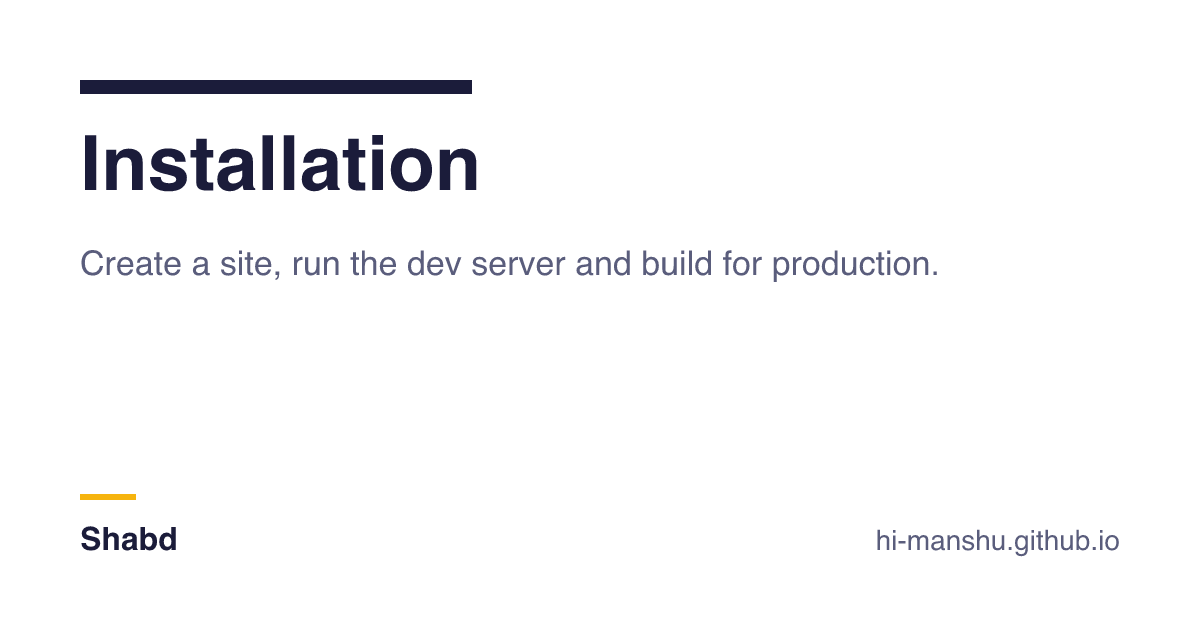 Installation
Create a site, run the dev server and build for production.
Shabd
hi-manshu.github.io